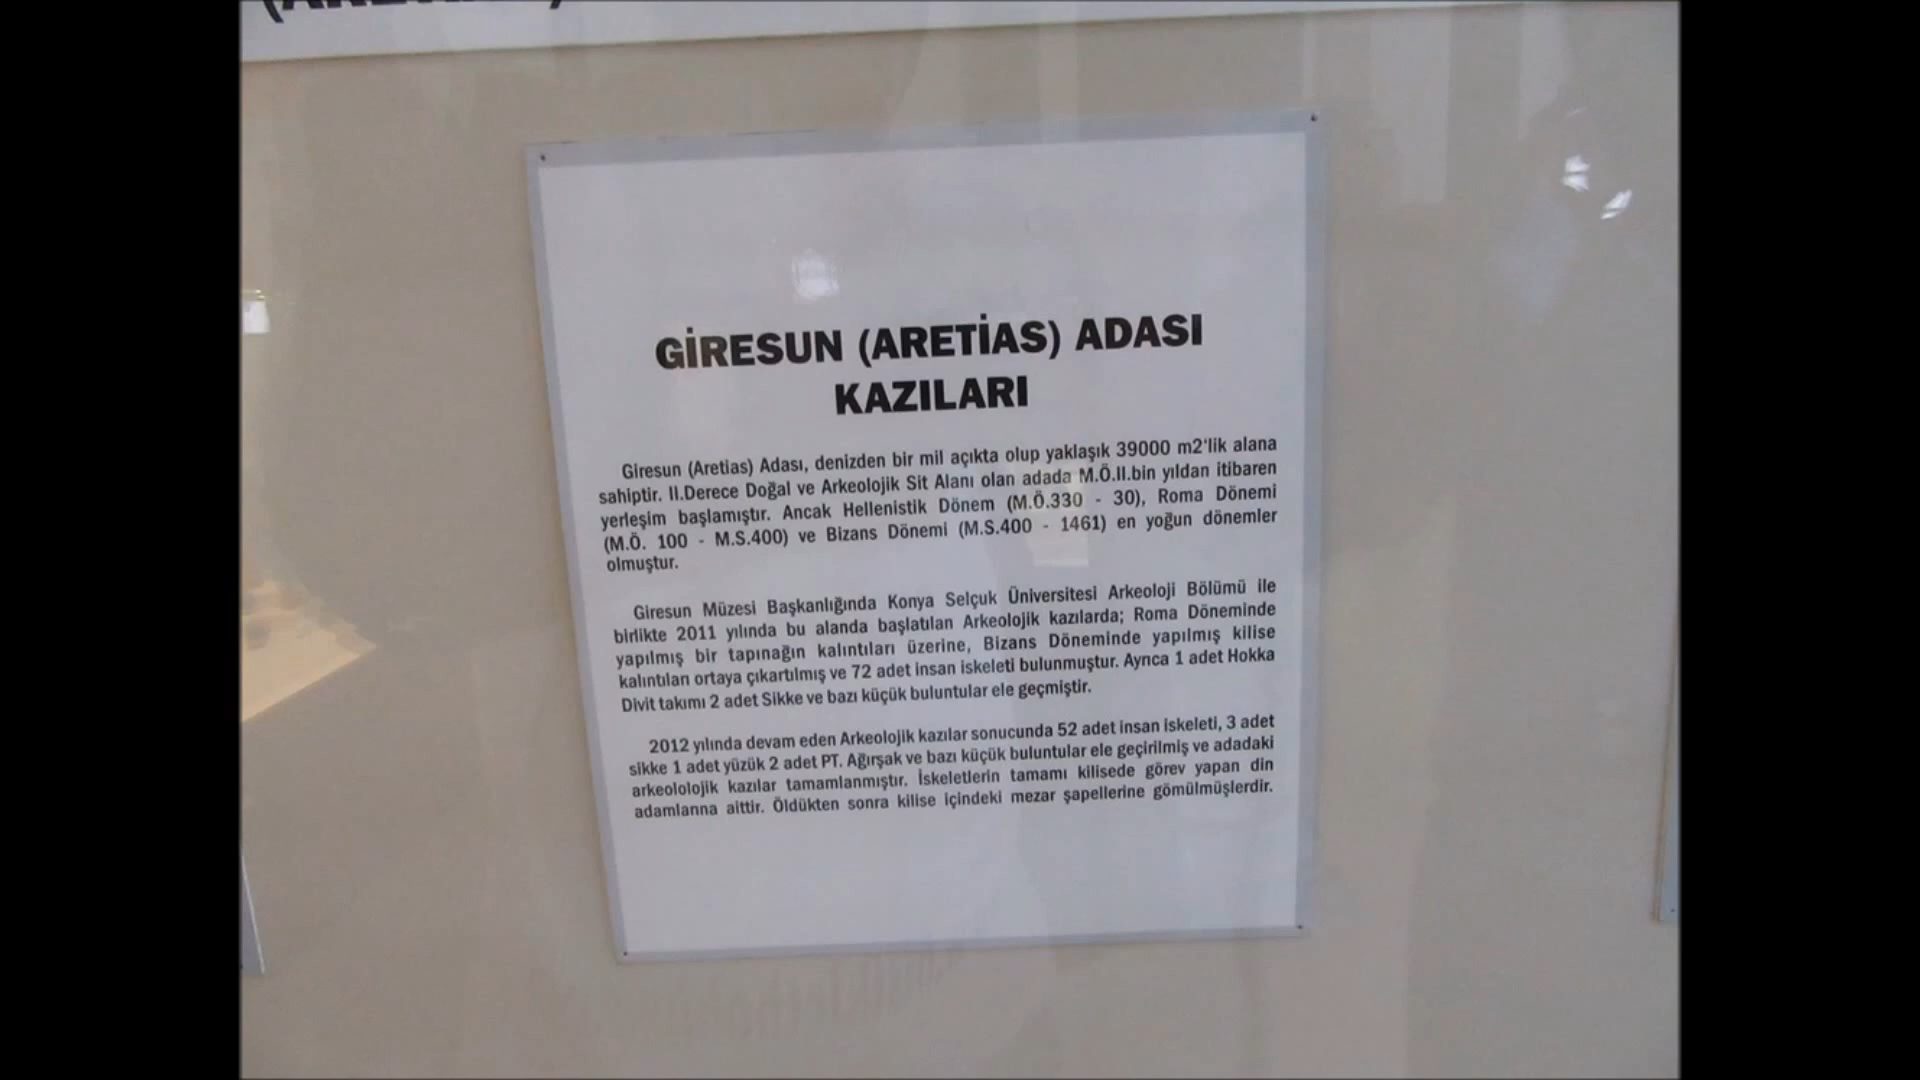 GİRESUN (ARETİAS) ADASI
KAZILARI
Giresun (Aretias) Adası, denizden bir mil açıkta olup yaklaşık 39000 m2'lik alana
sahiptir. II.Derece Doğal ve Arkeolojik Sit Alanı olan adada M.Ö.II.bin yıldan itibaren
yerleşim başlamıştır. Ancak Hellenistik Dönem (M.Ö.330 - 30), Roma Dönemi
(M.Ö. 100 - M.S.400) ve Bizans Dönemi (M.S.400 - 1461) en yoğun dönemler
olmuştur.
Giresun Müzesi Başkanlığında Konya Selçuk Üniversitesi Arkeoloji Bölümü ile
birlikte 2011 yılında bu alanda başlatılan Arkeolojik kazılarda; Roma Döneminde
yapılmış bir tapınağın kalıntıları üzerine, Bizans Döneminde yapılmış kilise
kalıntıları ortaya çıkartılmış ve 72 adet insan iskeleti bulunmuştur. Ayrıca 1 adet Hokka
Divit takımı 2 adet Sikke ve bazı küçük buluntular ele geçmiştir.
2012 yılında devam eden Arkeolojik kazılar sonucunda 52 adet insan iskeleti, 3 adet
sikke 1 adet yüzük 2 adet PT. Ağırşak ve bazı küçük buluntular ele geçirilmiş ve adadaki
arkeololojik kazılar tamamlanmıştır. İskeletlerin tamamı kilisede görev yapan din
adamlarına aittir. Öldükten sonra kilise içindeki mezar şapellerine gömülmüşlerdir.